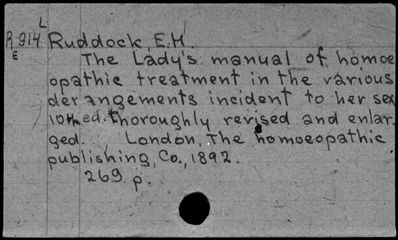 L
R 914 Ruddock, E.H.
E
The Lady's manual of homoe
opathic treatment in the various
derangements incident to her sex
10th ed. thoroughly revised and enlar-
ged. London, The homoeopathic
publishing, Co., 1892.
269. p.